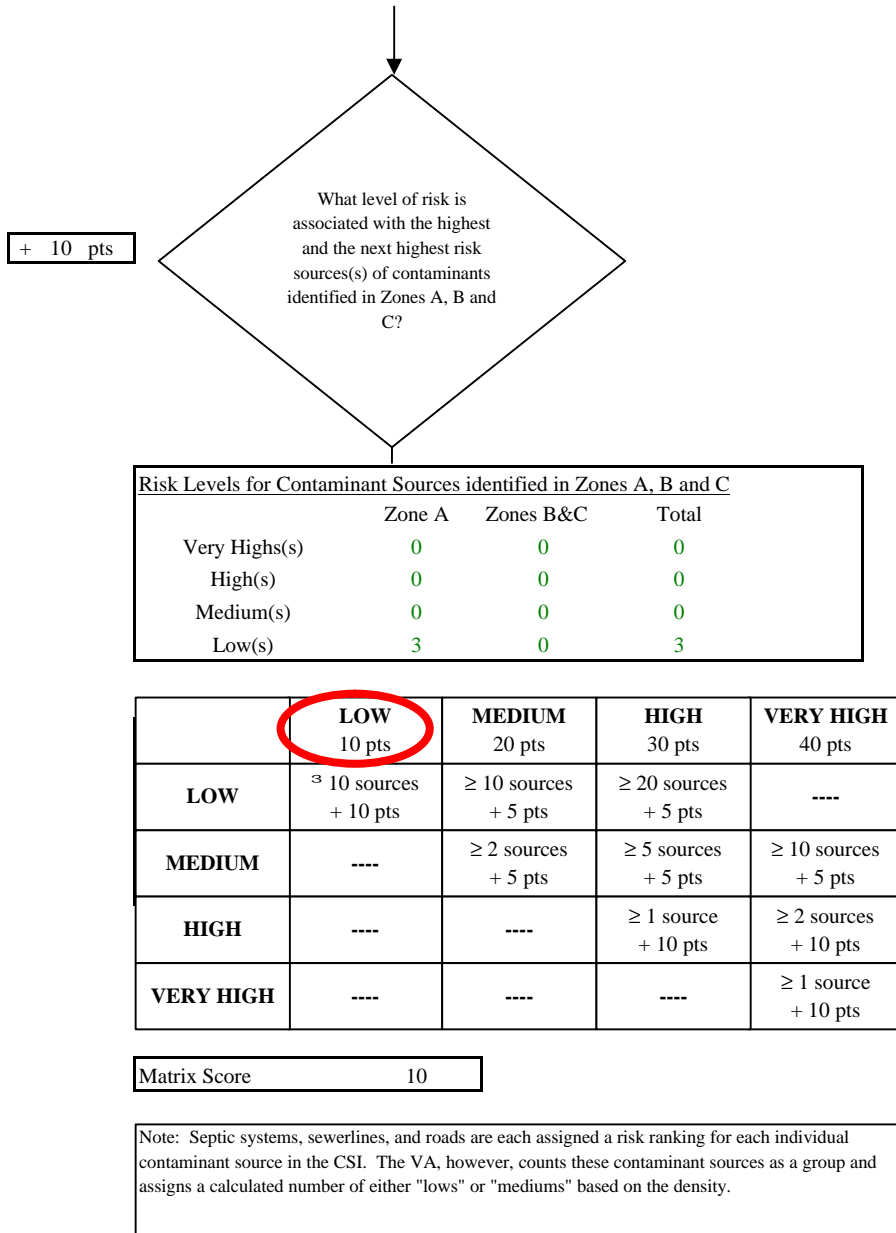 What level of risk is
associated with the highest
and the next highest risk
sources(s) of contaminants
identified in Zones A, B and
C?
+ 10 pts
Risk Levels for Contaminant Sources identified in Zones A, B and C
Zone A Zones B&C Total
Very Highs(s) 0 0 0
High(s) 0 0 0
Medium(s) 0 0 0
Low(s) 3 0 3
LOW MEDIUM HIGH VERY HIGH
10 pts 20 pts 30 pts 40 pts
LOW ³ 10 sources ≥ 10 sources ≥ 20 sources ----
+ 10 pts + 5 pts + 5 pts
MEDIUM ---- ≥ 2 sources ≥ 5 sources ≥ 10 sources
+ 5 pts + 5 pts + 5 pts
HIGH ---- ---- ≥ 1 source ≥ 2 sources
+ 10 pts + 10 pts
VERY HIGH ---- ---- ---- ≥ 1 source
+ 10 pts
Matrix Score 10
Note: Septic systems, sewerlines, and roads are each assigned a risk ranking for each individual
contaminant source in the CSI. The VA, however, counts these contaminant sources as a group and
assigns a calculated number of either "lows" or "mediums" based on the density.